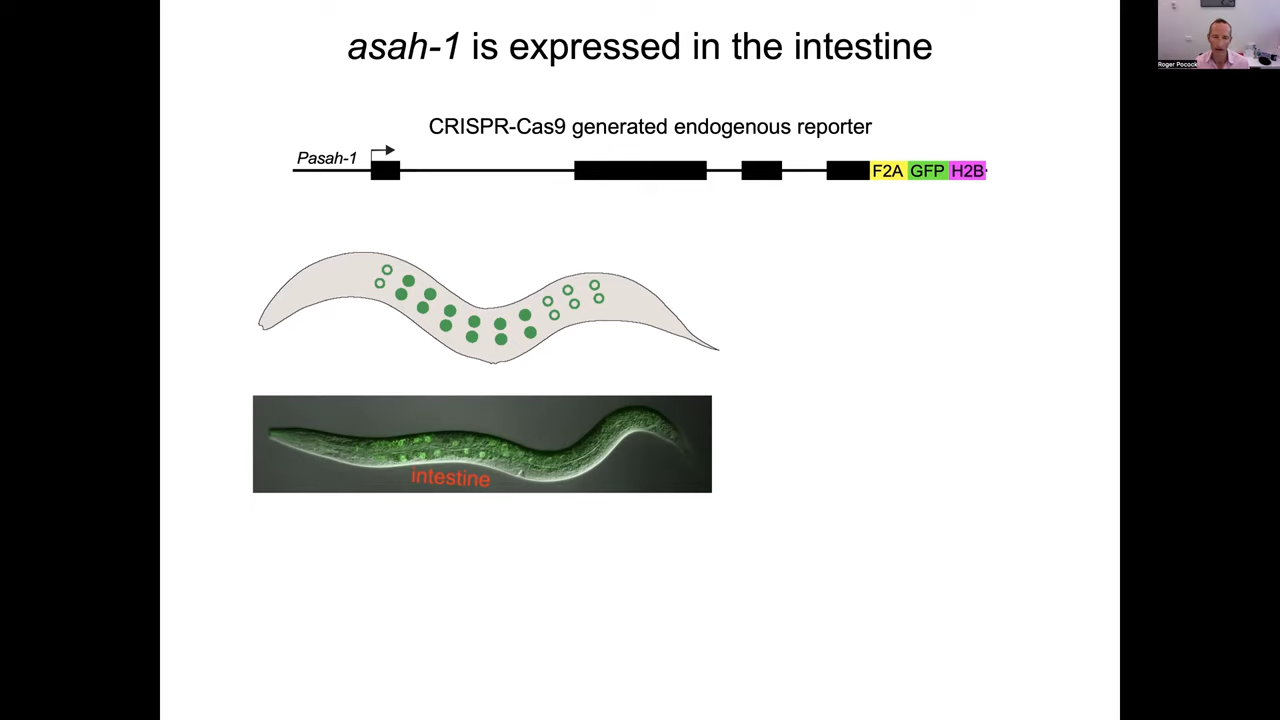 asah-1 is expressed in the intestine
Roger Pocock
CRISPR-Cas9 generated endogenous reporter
Pasah-1
F2A GFP H2B
intestine